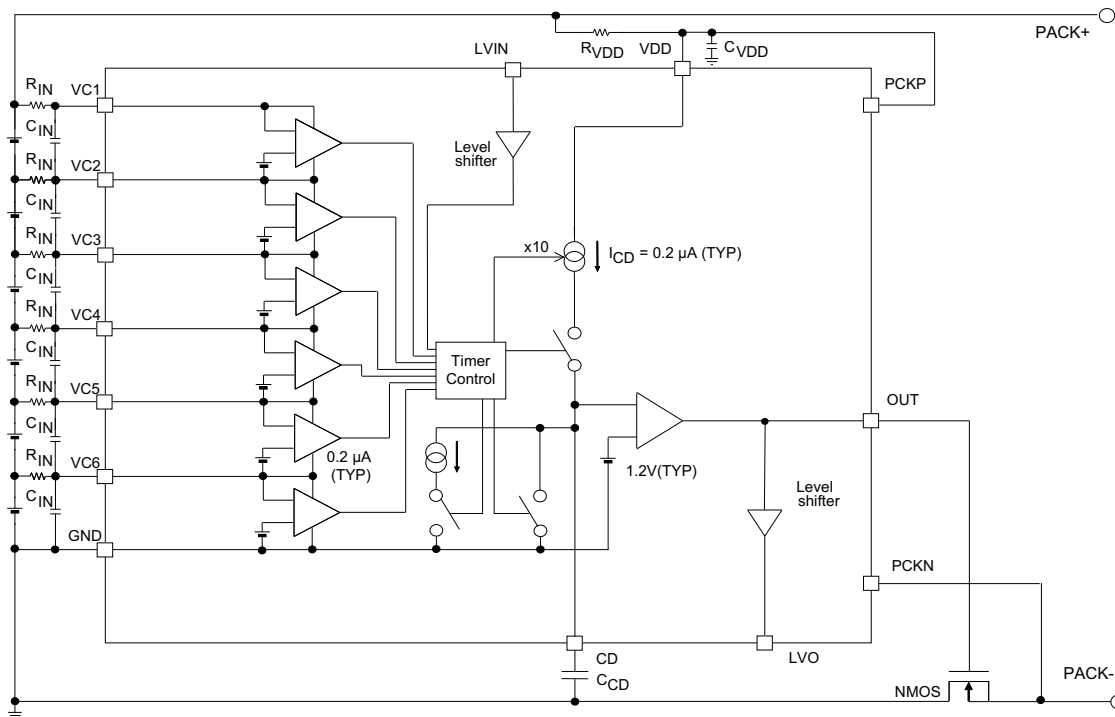 PACK+
LVIN
RVDD
VDD
CVDD
PCKP
RIN
VC1
CIN
Level
shifter
RIN
VC2
CIN
x10
ICD = 0.2 µA (TYP)
RIN
VC3
CIN
RIN
VC4
CIN
Timer
Control
RIN
VC5
CIN
OUT
0.2 µA
(TYP)
1.2V(TYP)
RIN
VC6
CIN
Level
shifter
GND
PCKN
CD
CCD
LVO
NMOS
PACK-